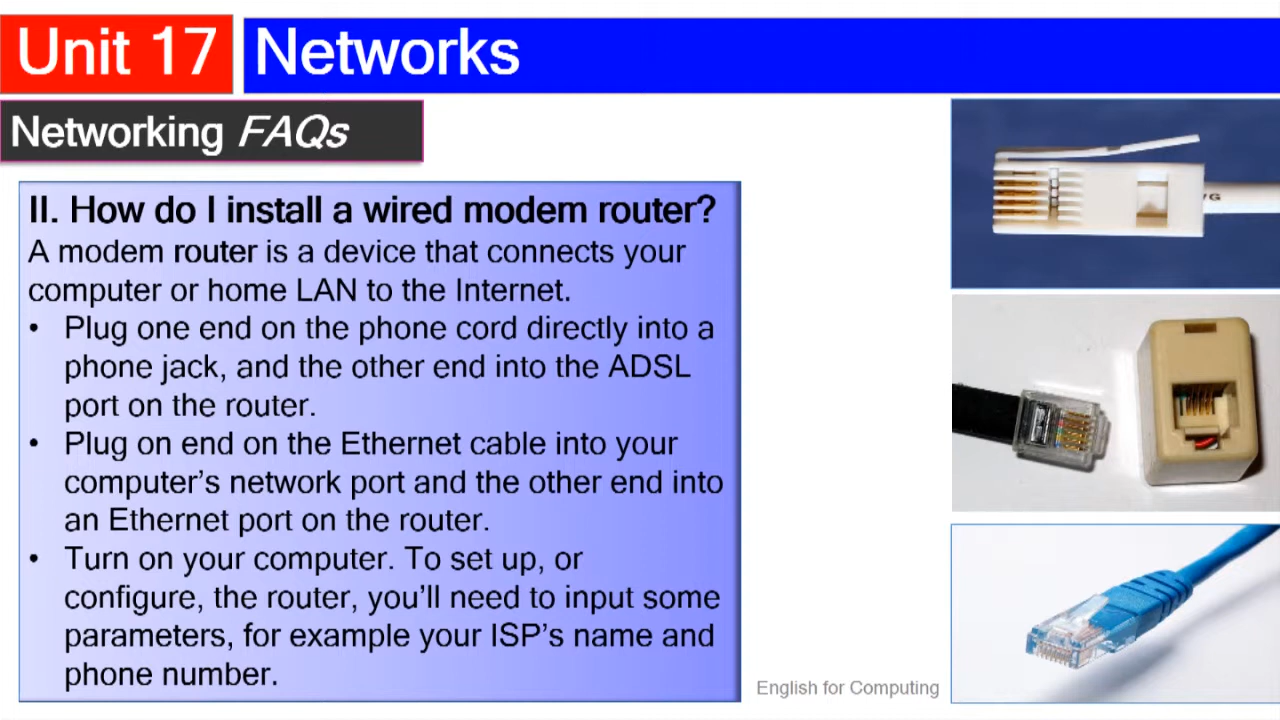 Unit 17 Networks
Networking FAQs
II. How do I install a wired modem router?
A modem router is a device that connects your
computer or home LAN to the Internet.
• Plug one end on the phone cord directly into a
phone jack, and the other end into the ADSL
port on the router.
• Plug on end on the Ethernet cable into your
computer’s network port and the other end into
an Ethernet port on the router.
• Turn on your computer. To set up, or
configure, the router, you’ll need to input some
parameters, for example your ISP’s name and
phone number.
English for Computing